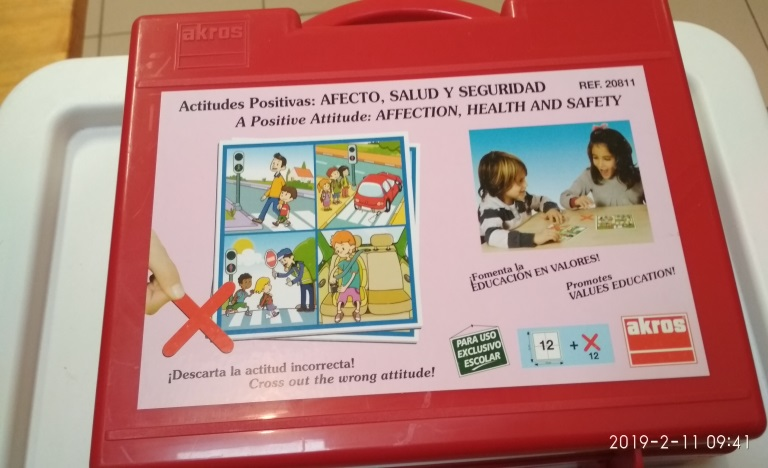 akros
Actitudes Positivas: AFECTO, SALUD Y SEGURIDAD
REF. 20811
A Positive Attitude: AFFECTION, HEALTH AND SAFETY
¡Fomenta la
EDUCACIÓN EN VALORES!
Promotes
VALUES EDUCATION!
PARA USO
EXCLUSIVO
ESCOLAR
12 + 12
akros
¡Descarta la actitud incorrecta!
Cross out the wrong attitude!
2019-2-11 09:41